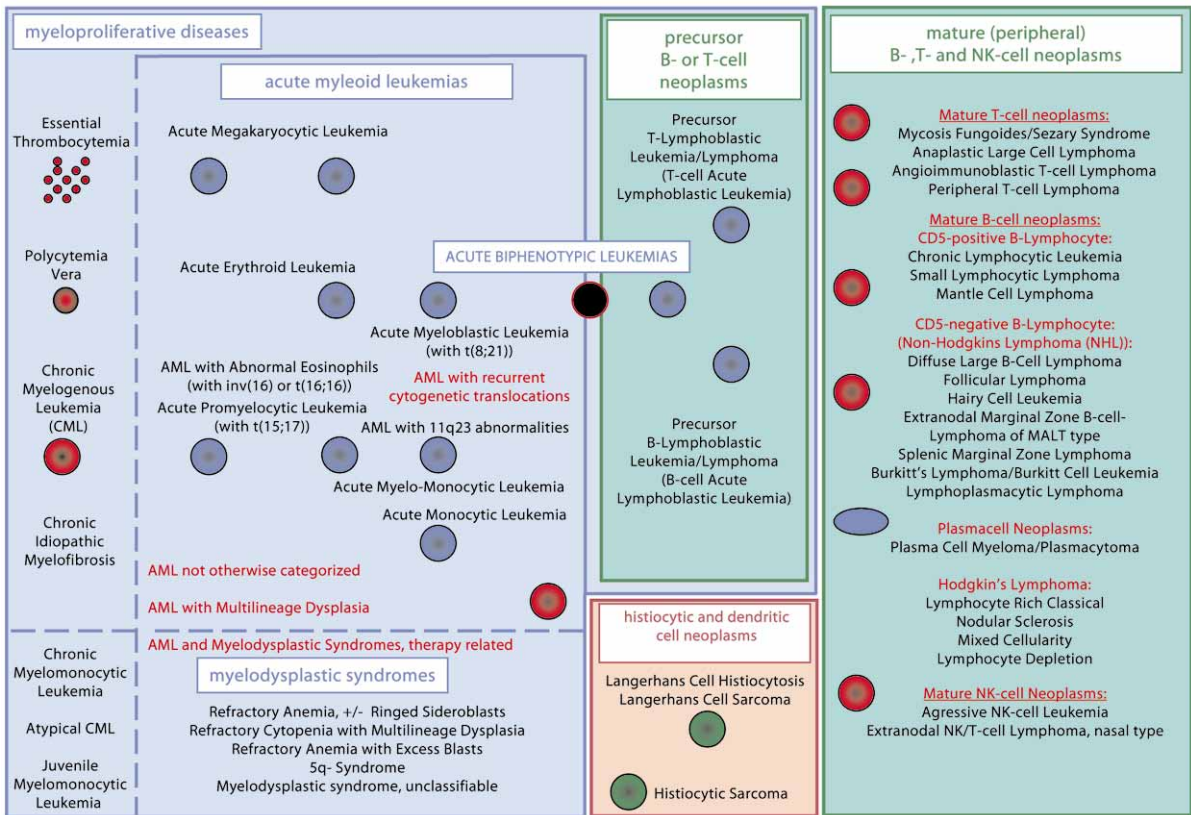 myeloproliferative diseases
Essential
Thrombocytemia
Polycytemia
Vera
Chronic
Myelogenous
Leukemia
(CML)
Chronic
Idiopathic
Myelofibrosis
Chronic
Myelomonocytic
Leukemia
Atypical CML
Juvenile
Myelomonocytic
Leukemia
acute myleoid leukemias
Acute Megakaryocytic Leukemia
Acute Erythroid Leukemia
ACUTE BIPHENOTYPIC LEUKEMIAS
Acute Myeloblastic Leukemia
(with t(8;21))
AML with Abnormal Eosinophils
(with inv(16) or t(16;16))
AML with recurrent
cytogenetic translocations
Acute Promyelocytic Leukemia
(with t(15;17))
AML with 11q23 abnormalities
Acute Myelo-Monocytic Leukemia
Acute Monocytic Leukemia
AML not otherwise categorized
AML with Multilineage Dysplasia
AML and Myelodysplastic Syndromes, therapy related
myelodysplastic syndromes
Refractory Anemia, +/- Ringed Sideroblasts
Refractory Cytopenia with Multilineage Dysplasia
Refractory Anemia with Excess Blasts
5q- Syndrome
Myelodysplastic syndrome, unclassifiable
precursor
B- or T-cell
neoplasms
Precursor
T-Lymphoblastic
Leukemia/Lymphoma
(T-cell Acute
Lymphoblastic Leukemia)
Precursor
B-Lymphoblastic
Leukemia/Lymphoma
(B-cell Acute
Lymphoblastic Leukemia)
histiocytic and dendritic
cell neoplasms
Langerhans Cell Histiocytosis
Langerhans Cell Sarcoma
Histiocytic Sarcoma
mature (peripheral)
B- ,T- and NK-cell neoplasms
Mature T-cell neoplasms:
Mycosis Fungoides/Sezary Syndrome
Anaplastic Large Cell Lymphoma
Angioimmunoblastic T-cell Lymphoma
Peripheral T-cell Lymphoma
Mature B-cell neoplasms:
CD5-positive B-Lymphocyte:
Chronic Lymphocytic Leukemia
Small Lymphocytic Lymphoma
Mantle Cell Lymphoma
CD5-negative B-Lymphocyte:
(Non-Hodgkins Lymphoma (NHL)):
Diffuse Large B-Cell Lymphoma
Follicular Lymphoma
Hairy Cell Leukemia
Extranodal Marginal Zone B-cell-
Lymphoma of MALT type
Splenic Marginal Zone Lymphoma
Burkitt's Lymphoma/Burkitt Cell Leukemia
Lymphoplasmacytic Lymphoma
Plasmacell Neoplasms:
Plasma Cell Myeloma/Plasmacytoma
Hodgkin's Lymphoma:
Lymphocyte Rich Classical
Nodular Sclerosis
Mixed Cellularity
Lymphocyte Depletion
Mature NK-cell Neoplasms:
Agressive NK-cell Leukemia
Extranodal NK/T-cell Lymphoma, nasal type